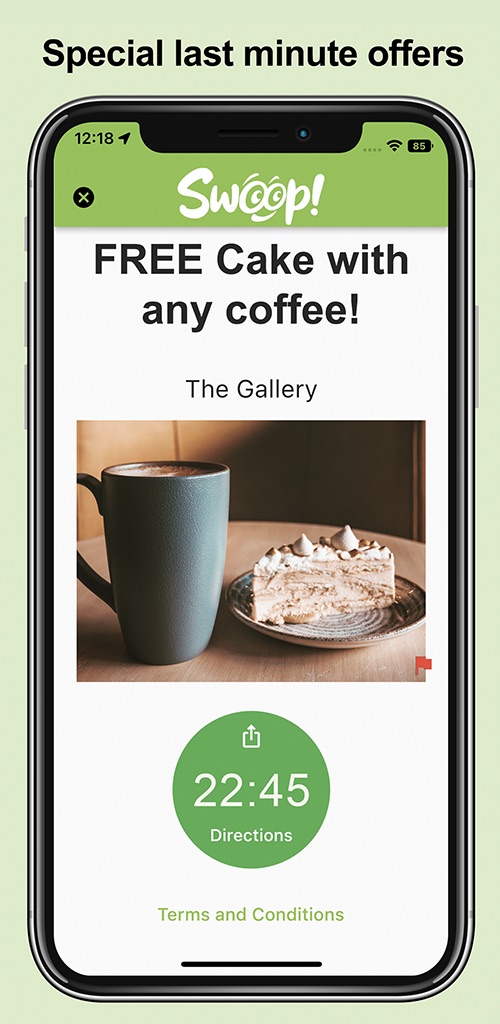 Special last minute offers
12:18
85
Swoop!
FREE Cake with
any coffee!
The Gallery
22:45
Directions
Terms and Conditions